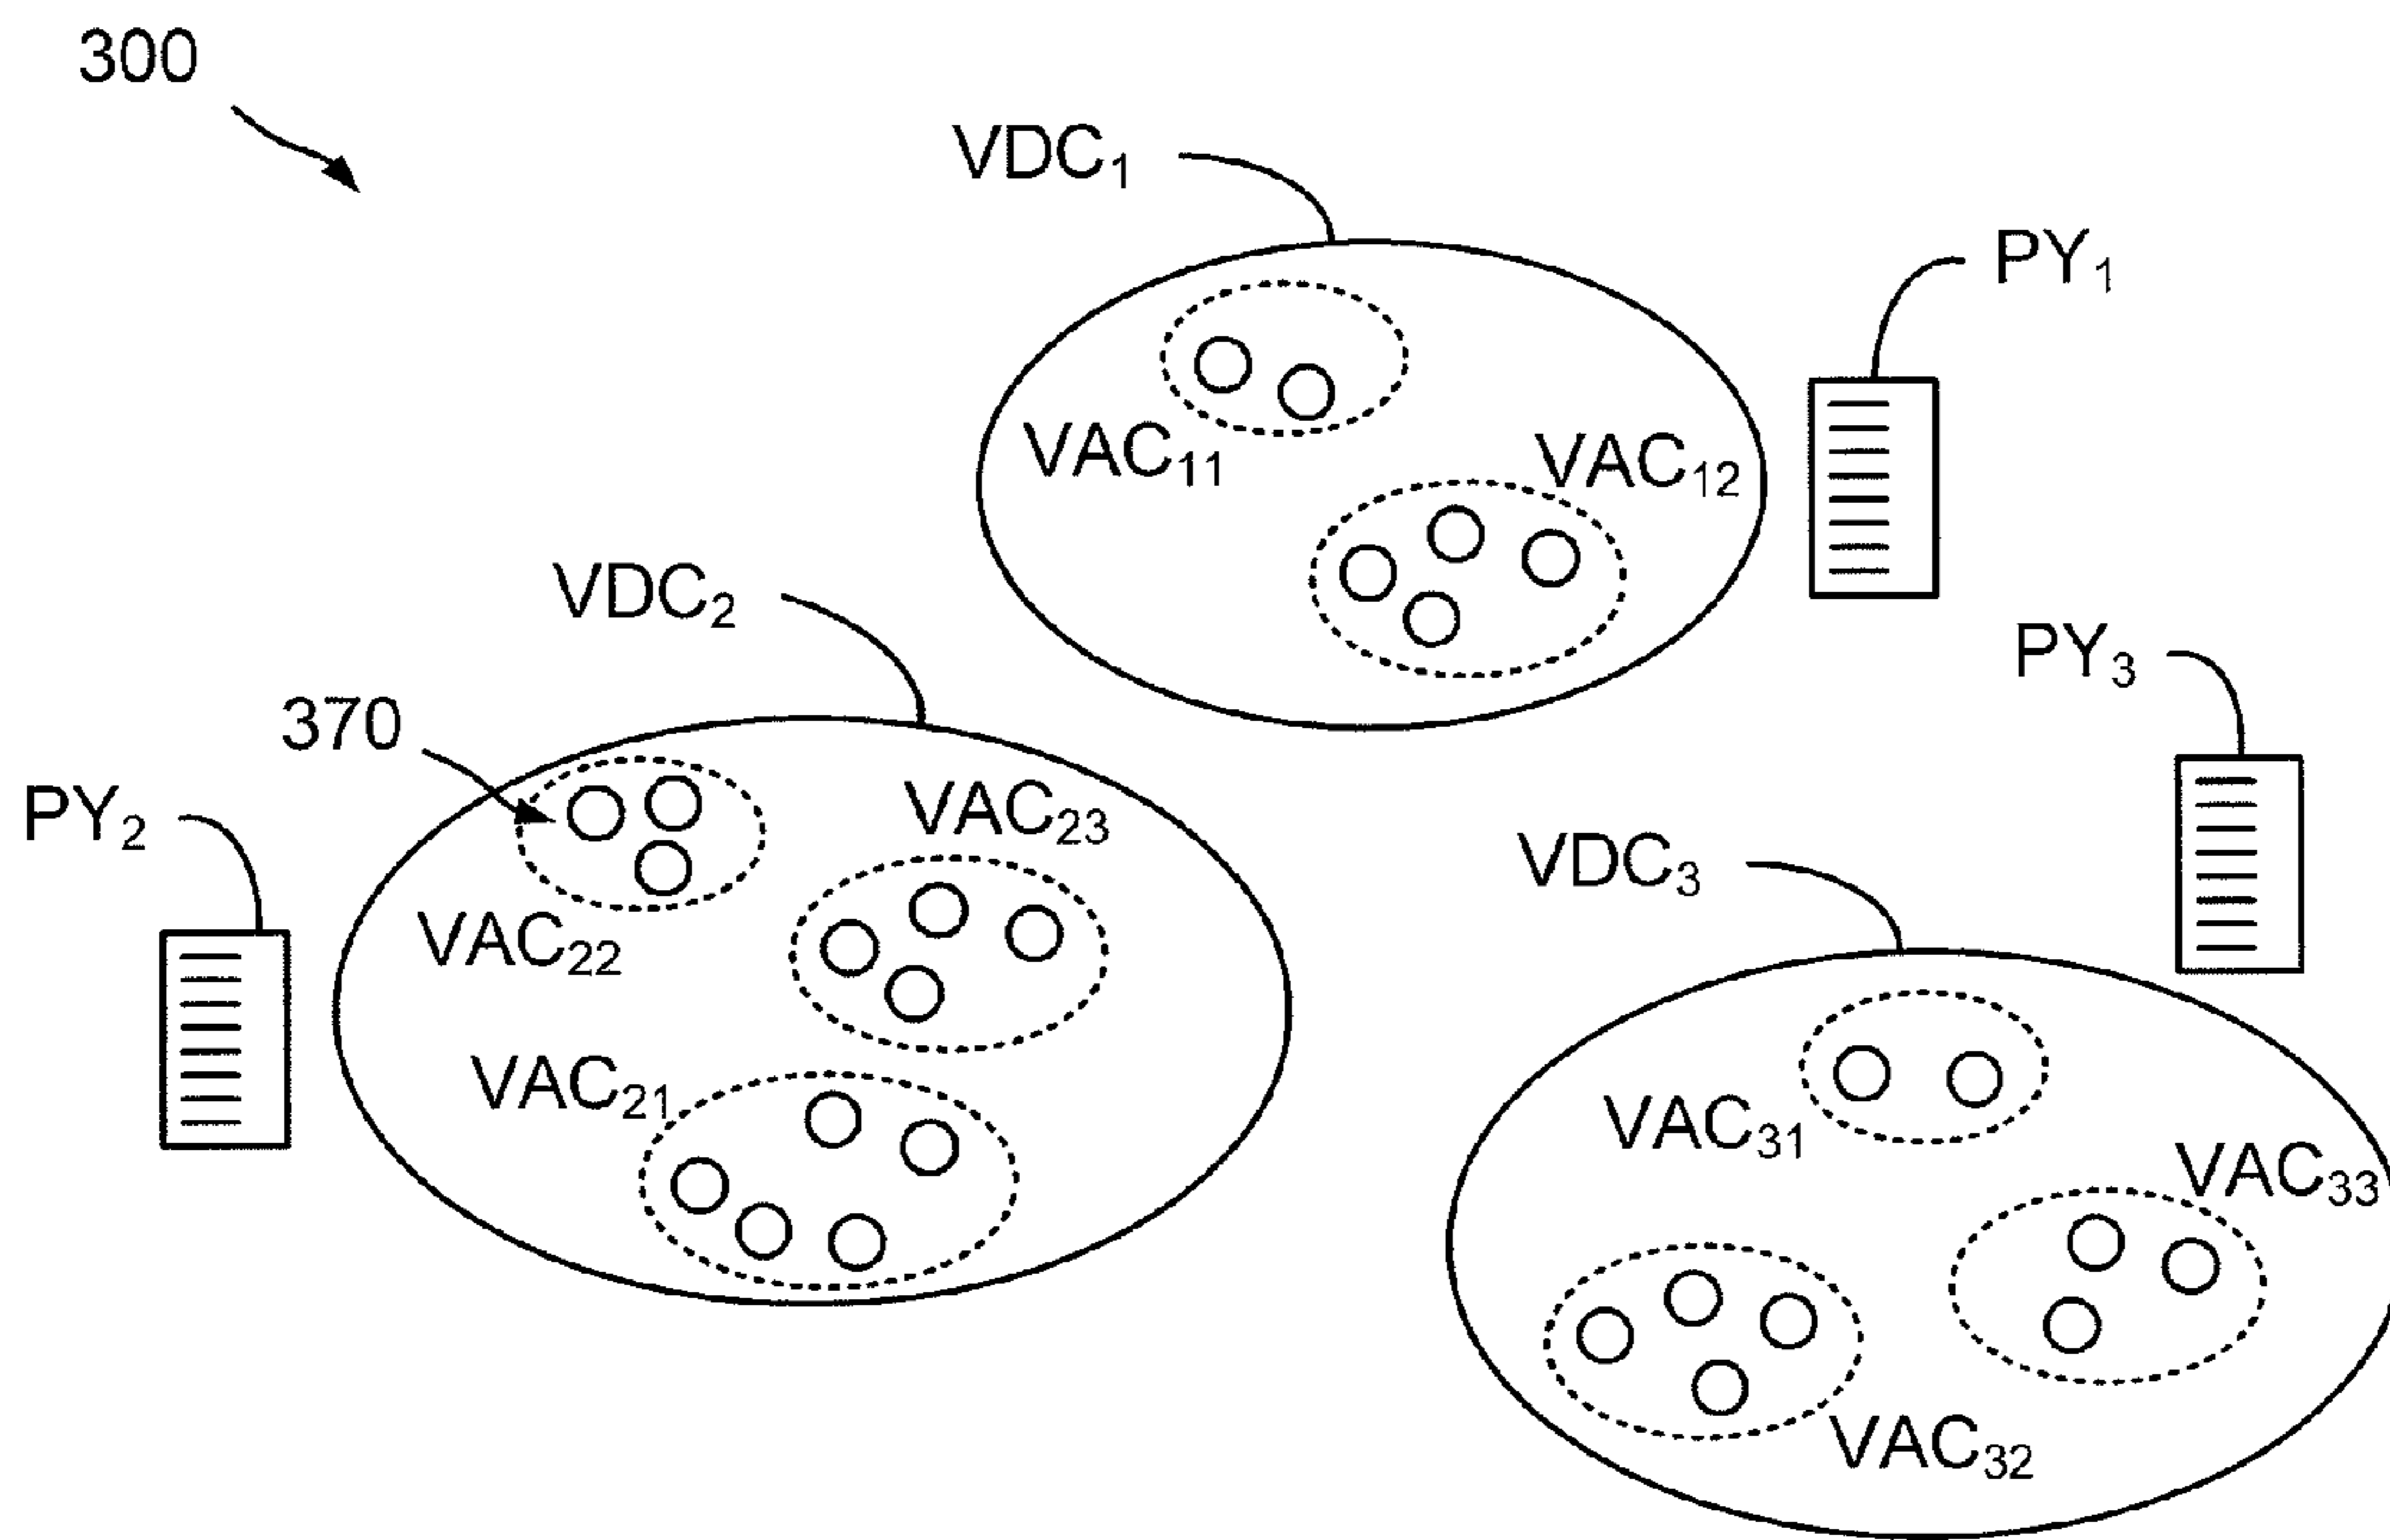 300
VDC₁
PY₁
VAC₁₁
VAC₁₂
VDC₂
PY₃
370
PY₂
VAC₂₃
VDC₃
VAC₂₂
VAC₂₁
VAC₃₁
VAC₃₃
VAC₃₂